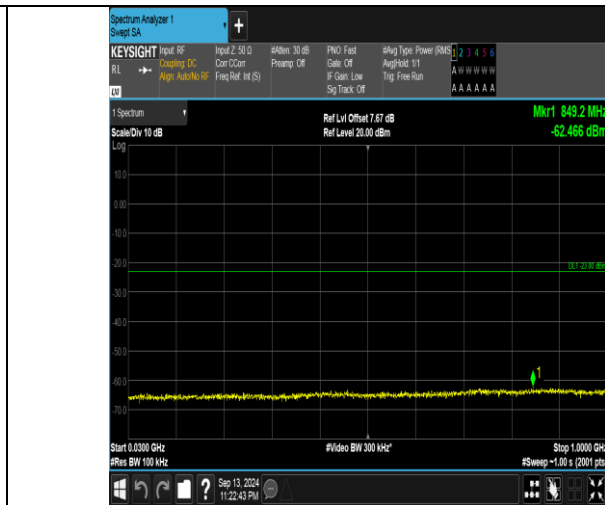 Spectrum Analyzer 1
Swept SA
+
KEYSIGHT
RL
LXI
Input: RF
Coupling: DC
Align: Auto/No RF
Input Z: 50 Ω
Corr CCorr
Freq Ref: Int (S)
#Atten: 30 dB
Preamp: Off
PNO: Fast
Gate: Off
IF Gain: Low
Sig Track: Off
#Avg Type: Power (RMS
Avg|Hold: 1/1
Trig: Free Run
1 2 3 4 5 6
A W W W W W
A A A A A A
1 Spectrum
Scale/Div 10 dB
Log
Ref Lvl Offset 7.67 dB
Ref Level 20.00 dBm
Mkr1 849.2 MHz
-62.466 dBm
10.0
0.00
-10.0
-20.0
DL1 -23.00 dBm
-30.0
-40.0
-50.0
1
-60.0
-70.0
Start 0.0300 GHz
#Res BW 100 kHz
#Video BW 300 kHz*
Stop 1.0000 GHz
#Sweep ~1.00 s (2001 pts
?
Sep 13, 2024
11:22:43 PM